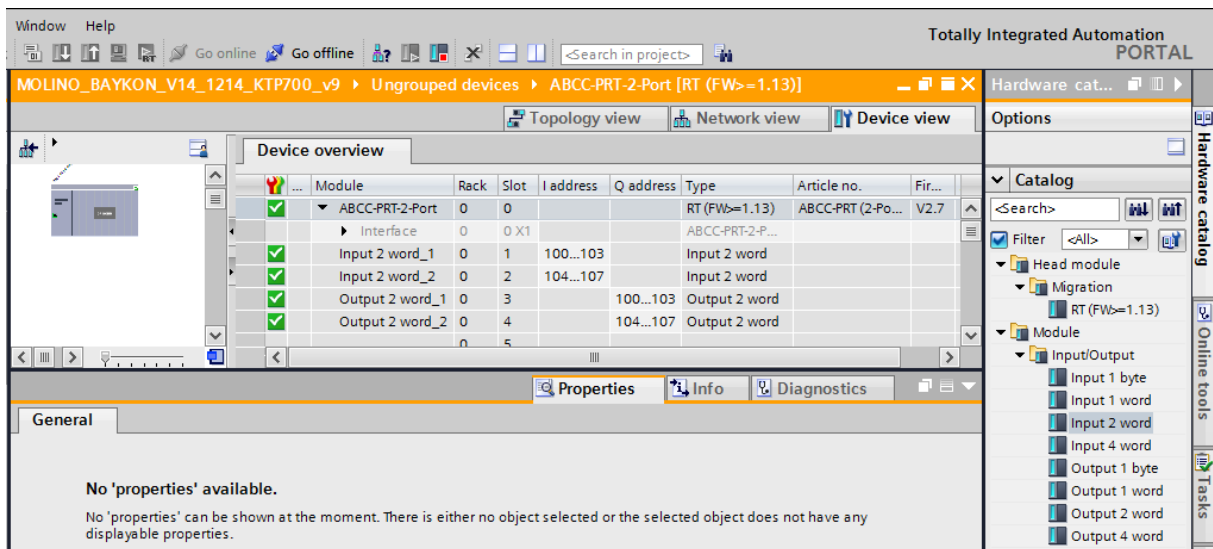 Window Help
Totally Integrated Automation
PORTAL
Go online Go offline <Search in project>
MOLINO_BAYKON_V14_1214_KTP700_v9 ▸ Ungrouped devices ▸ ABCC-PRT-2-Port [RT (FW>=1.13)]
Hardware cat...
Topology view Network view Device view
Options
Device overview
... Module Rack Slot I address Q address Type Article no. Fir...
ABCC-PRT-2-Port 0 0 RT (FW>=1.13) ABCC-PRT (2-Po... V2.7
Interface 0 0 X1 ABCC-PRT-2-P...
Input 2 word_1 0 1 100...103 Input 2 word
Input 2 word_2 0 2 104...107 Input 2 word
Output 2 word_1 0 3 100...103 Output 2 word
Output 2 word_2 0 4 104...107 Output 2 word
0 5
Properties Info Diagnostics
General
No 'properties' available.
No 'properties' can be shown at the moment. There is either no object selected or the selected object does not have any
displayable properties.
Catalog
<Search>
Filter <All>
Head module
Migration
RT (FW>=1.13)
Module
Input/Output
Input 1 byte
Input 1 word
Input 2 word
Input 4 word
Output 1 byte
Output 1 word
Output 2 word
Output 4 word
Hardware catalog
Online tools
Tasks